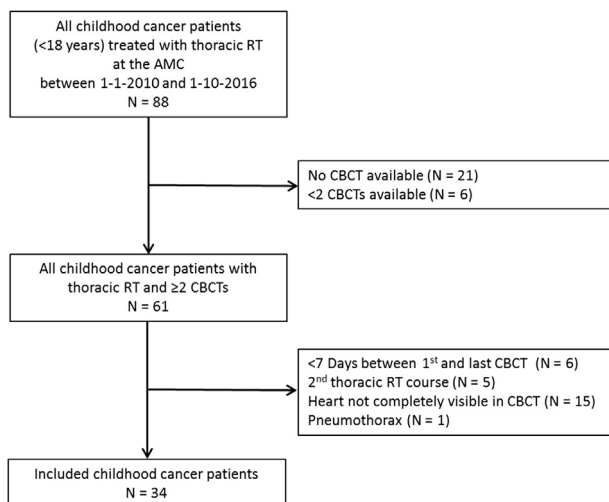 All childhood cancer patients
(<18 years) treated with thoracic RT
at the AMC
between 1-1-2010 and 1-10-2016
N = 88
No CBCT available (N = 21)
<2 CBCTs available (N = 6)
All childhood cancer patients with
thoracic RT and ≥2 CBCTs
N = 61
<7 Days between 1st and last CBCT (N = 6)
2nd thoracic RT course (N = 5)
Heart not completely visible in CBCT (N = 15)
Pneumothorax (N = 1)
Included childhood cancer patients
N = 34